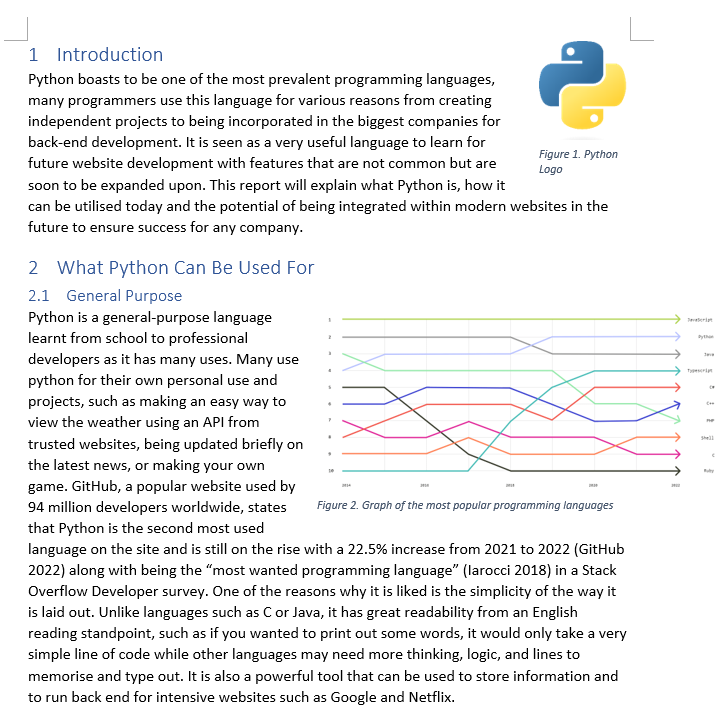 1 Introduction
Python boasts to be one of the most prevalent programming languages,
many programmers use this language for various reasons from creating
independent projects to being incorporated in the biggest companies for
back-end development. It is seen as a very useful language to learn for
future website development with features that are not common but are
soon to be expanded upon. This report will explain what Python is, how it
can be utilised today and the potential of being integrated within modern websites in the
future to ensure success for any company.
Figure 1. Python
Logo
2 What Python Can Be Used For
2.1 General Purpose
Python is a general-purpose language
learnt from school to professional
developers as it has many uses. Many use
python for their own personal use and
projects, such as making an easy way to
view the weather using an API from
trusted websites, being updated briefly on
the latest news, or making your own
game. GitHub, a popular website used by
94 million developers worldwide, states
that Python is the second most used
language on the site and is still on the rise with a 22.5% increase from 2021 to 2022 (GitHub
2022) along with being the “most wanted programming language” (Iarocci 2018) in a Stack
Overflow Developer survey. One of the reasons why it is liked is the simplicity of the way it
is laid out. Unlike languages such as C or Java, it has great readability from an English
reading standpoint, such as if you wanted to print out some words, it would only take a very
simple line of code while other languages may need more thinking, logic, and lines to
memorise and type out. It is also a powerful tool that can be used to store information and
to run back end for intensive websites such as Google and Netflix.
1
2
3
4
5
6
7
8
9
10
JavaScript
Python
Java
Typescript
C#
C++
PHP
Shell
C
Ruby
2014
2018
2020
2022
Figure 2. Graph of the most popular programming languages